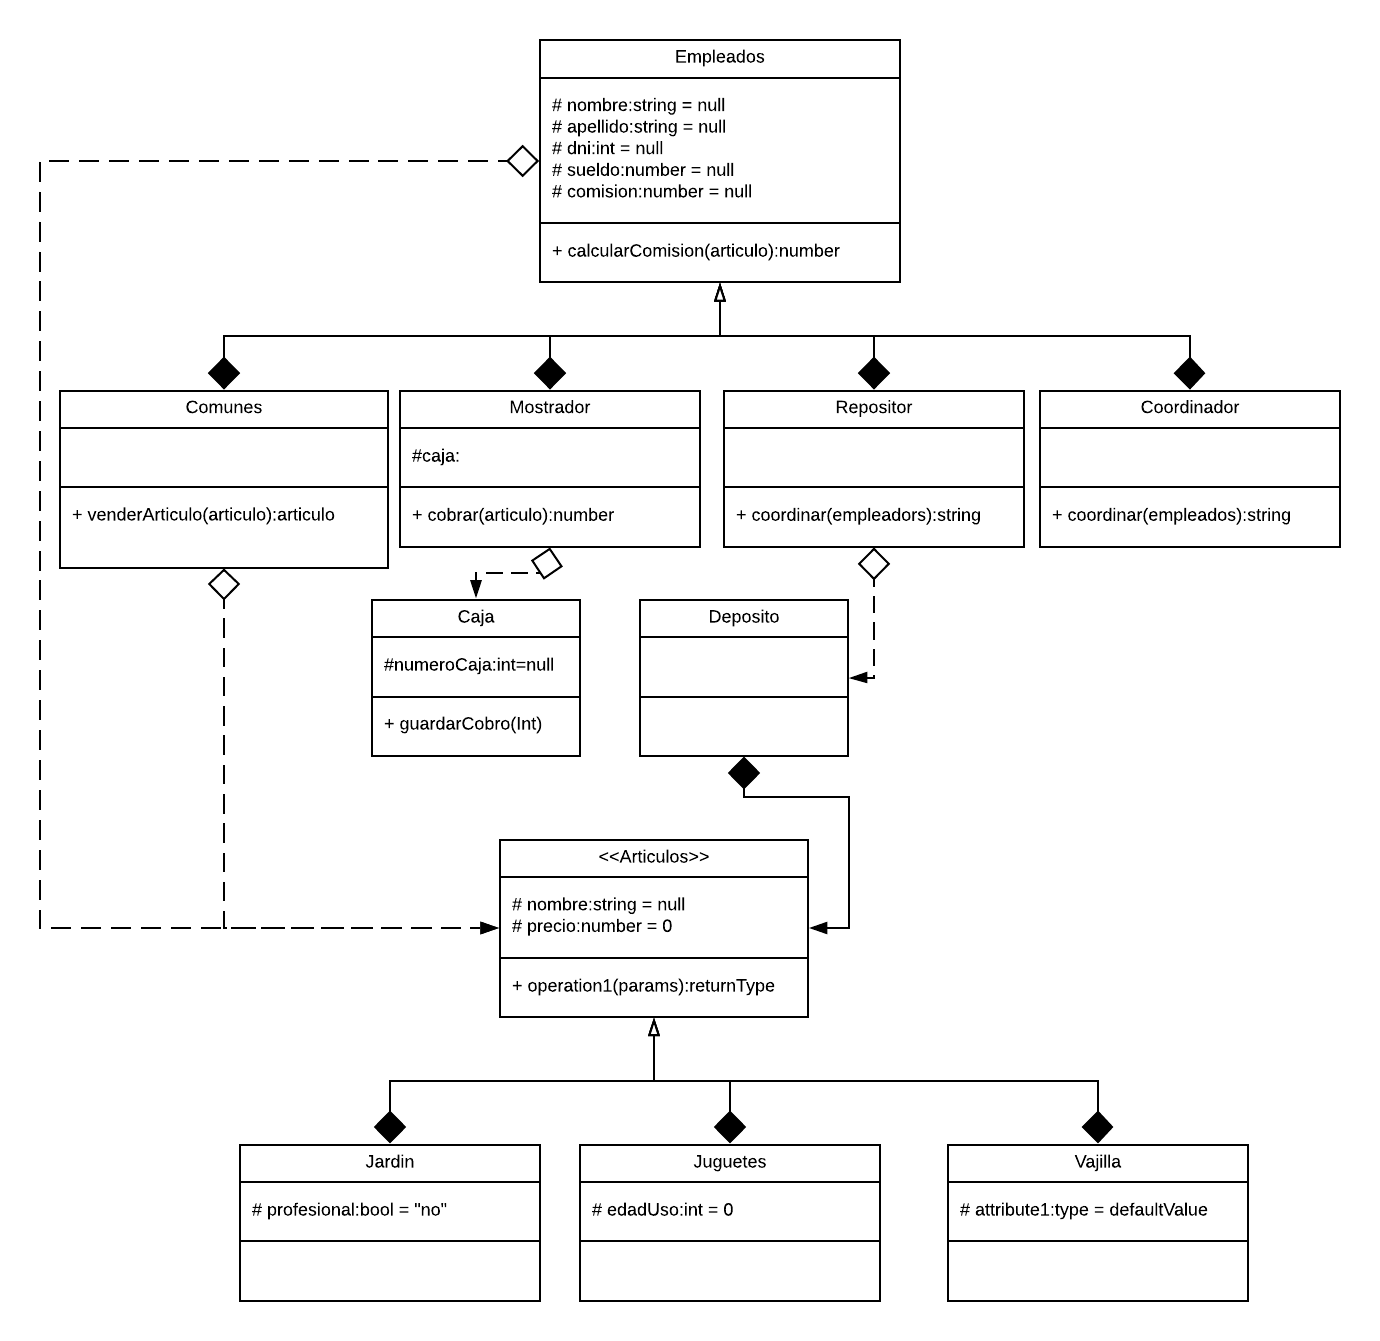 Empleados
# nombre:string = null
# apellido:string = null
# dni:int = null
# sueldo:number = null
# comision:number = null
+ calcularComision(articulo):number
Comunes
+ venderArticulo(articulo):articulo
Mostrador
#caja:
+ cobrar(articulo):number
Repositor
+ coordinar(empleadors):string
Coordinador
+ coordinar(empleados):string
Caja
#numeroCaja:int=null
+ guardarCobro(Int)
Deposito
<<Articulos>>
# nombre:string = null
# precio:number = 0
+ operation1(params):returnType
Jardin
# profesional:bool = "no"
Juguetes
# edadUso:int = 0
Vajilla
# attribute1:type = defaultValue